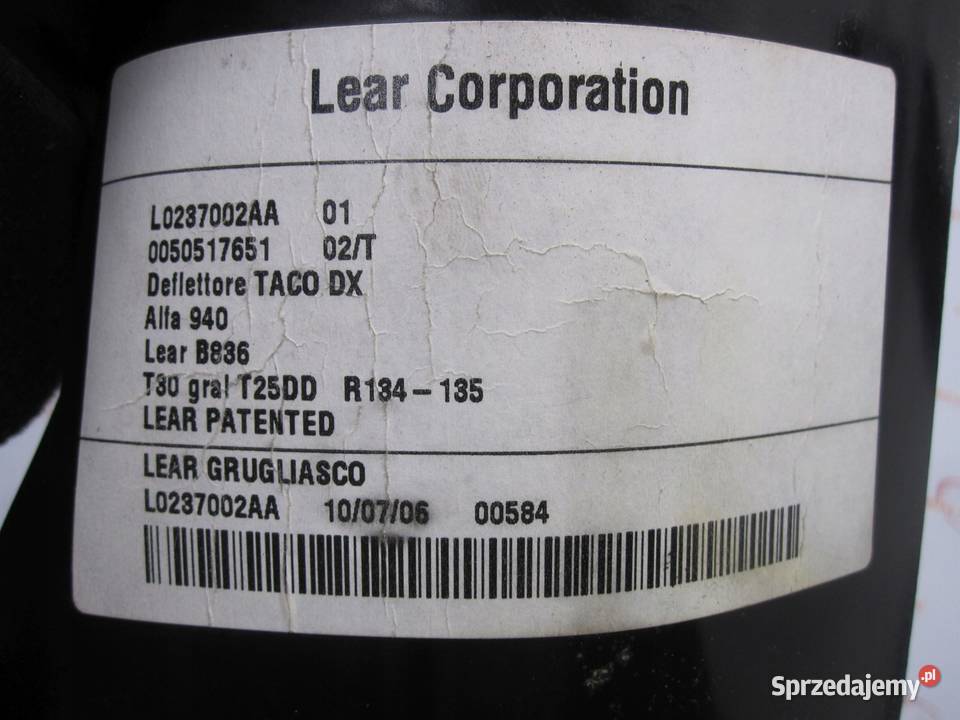 Lear Corporation
L0237002AA 01
0050517651 02/T
Deflettore TACO DX
Alfa 940
Lear B836
T30 gral T25DD R134-135
LEAR PATENTED
LEAR GRUGLIASCO
L0237002AA 10/07/06 00584
Sprzedajemy.pl